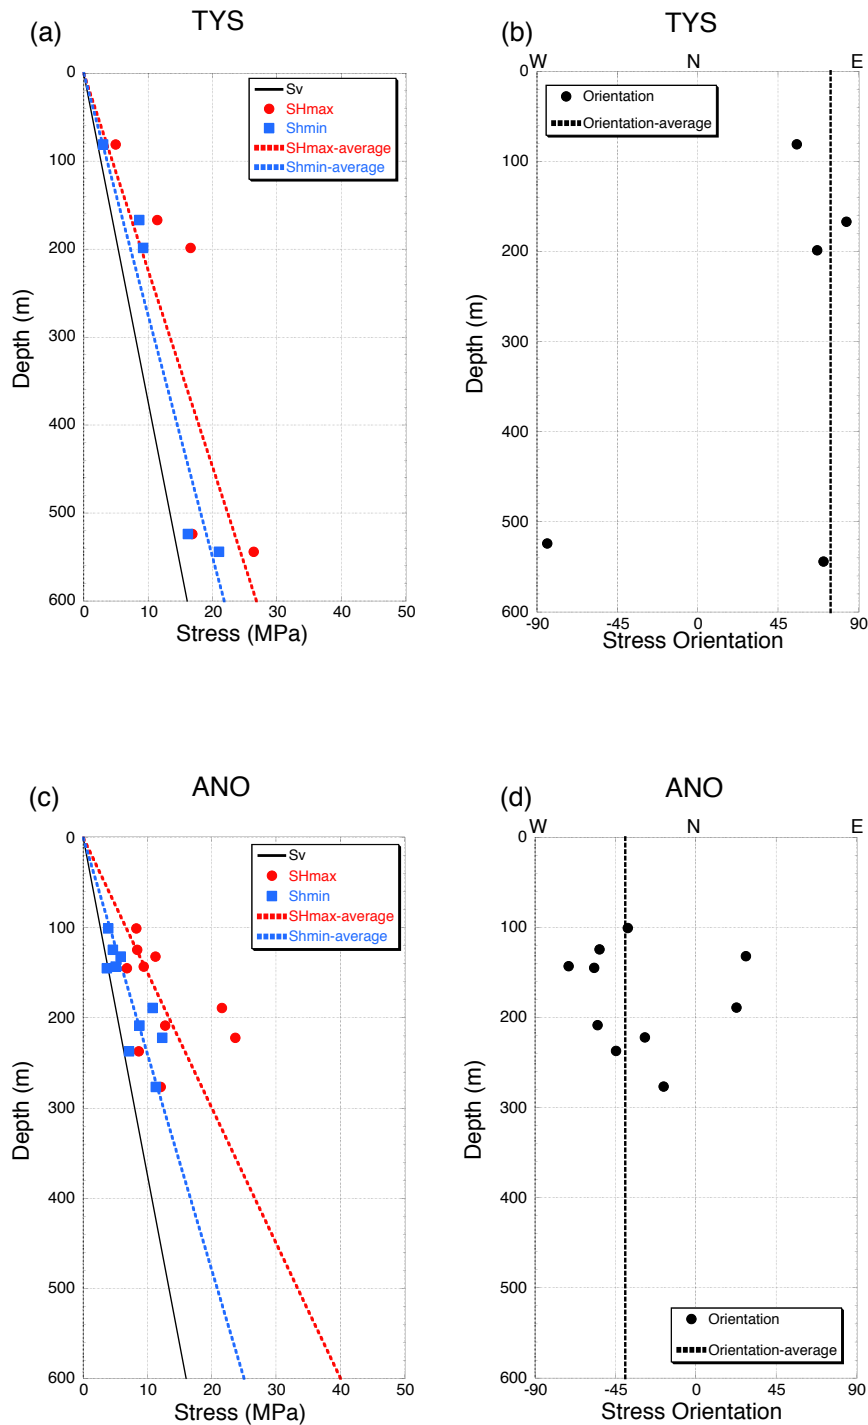 (a)
TYS
0
100
200
300
400
500
600
Depth (m)
0
10
20
30
40
50
Stress (MPa)
Sv
SHmax
Shmin
SHmax-average
Shmin-average
(b)
TYS
W
N
E
0
100
200
300
400
500
600
Depth (m)
-90
-45
0
45
90
Stress Orientation
Orientation
Orientation-average
(c)
ANO
0
100
200
300
400
500
600
Depth (m)
0
10
20
30
40
50
Stress (MPa)
Sv
SHmax
Shmin
SHmax-average
Shmin-average
(d)
ANO
W
N
E
0
100
200
300
400
500
600
Depth (m)
-90
-45
0
45
90
Stress Orientation
Orientation
Orientation-average